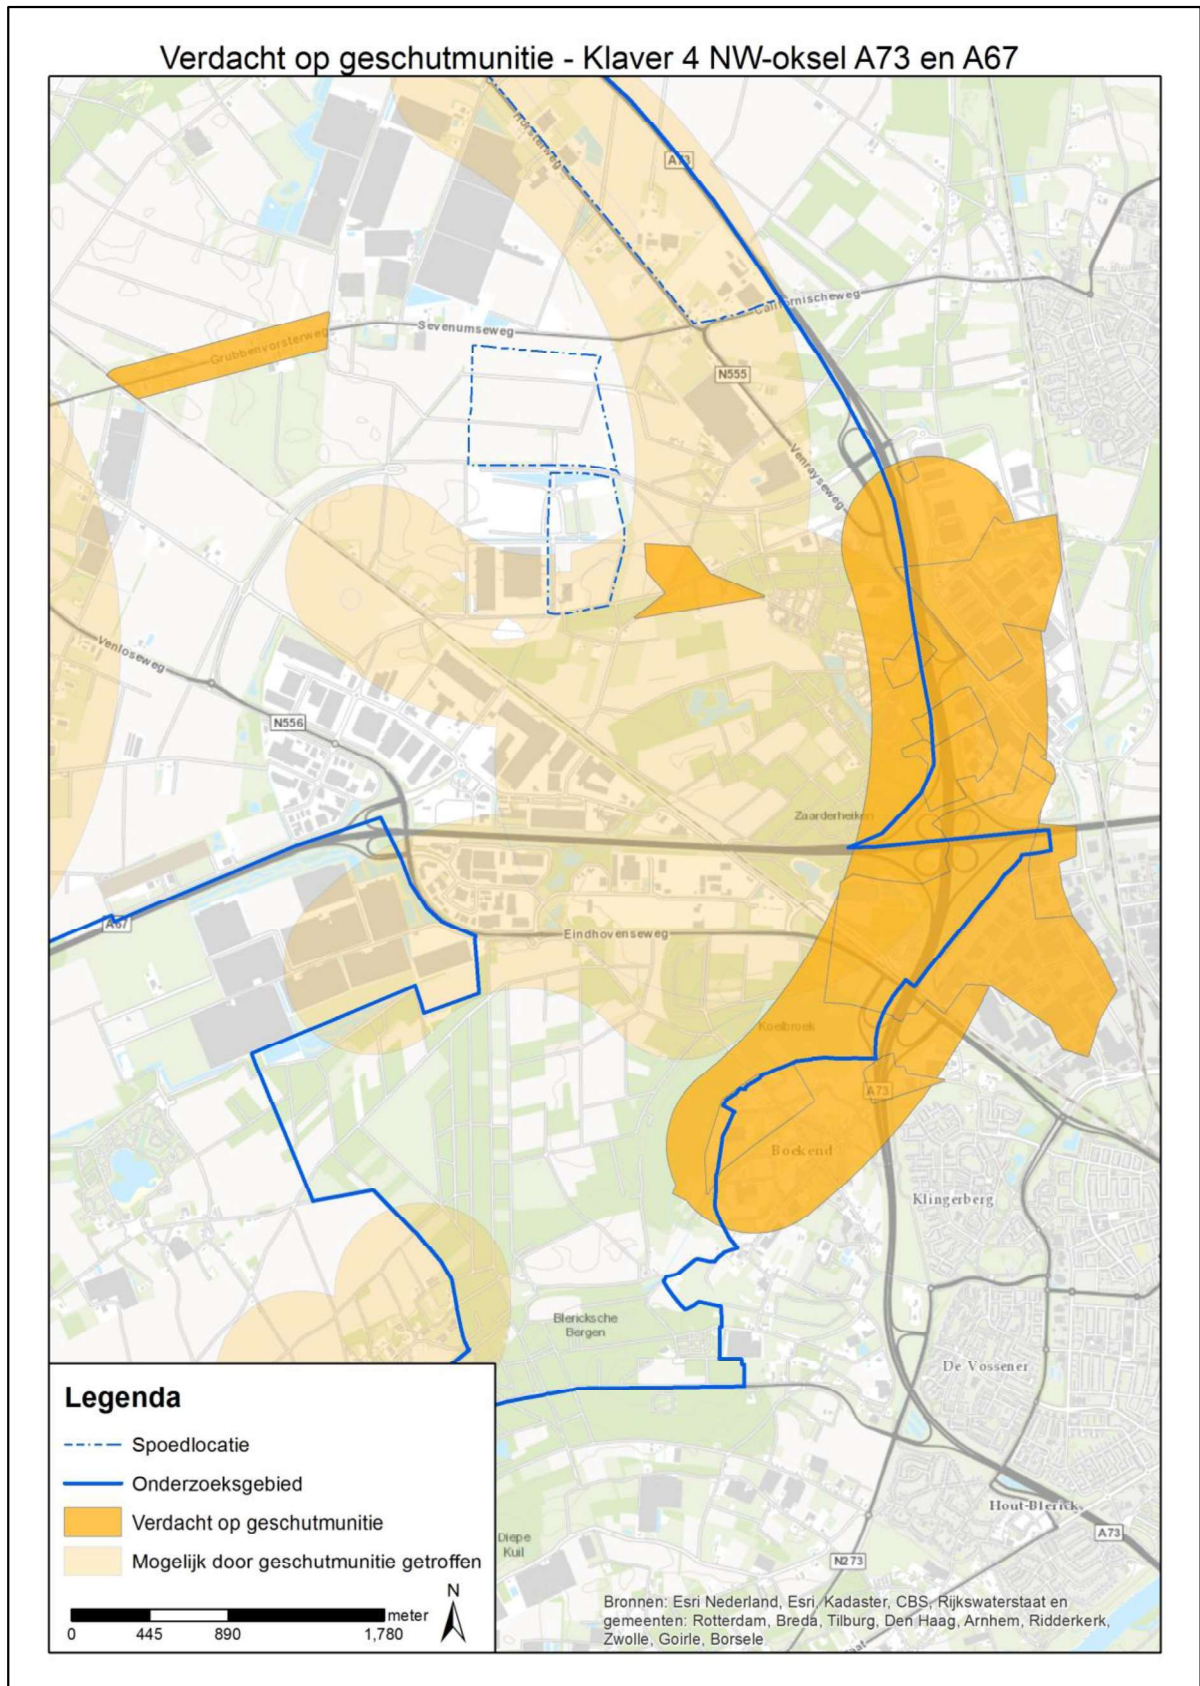 Verdacht op geschutmunitie - Klaver 4 NW-oksel A73 en A67
Horsterweg
A73
Californischeweg
Sevenumseweg
Grubbenvorsterweg
N555
Venrayseweg
Venloseweg
N556
Zaarderheiken
A67
Eindhovenseweg
Koelbroek
A73
Boekend
Klingerberg
Blericksche
Bergen
De Vossener
Hout-Blerick
A73
Diepe
Kuil
N273
Legenda
Spoedlocatie
Onderzoeksgebied
Verdacht op geschutmunitie
Mogelijk door geschutmunitie getroffen
N
meter
0 445 890 1,780
Bronnen: Esri Nederland, Esri, Kadaster, CBS, Rijkswaterstaat en
gemeenten: Rotterdam, Breda, Tilburg, Den Haag, Arnhem, Ridderkerk,
Zwolle, Goirle, Borsele